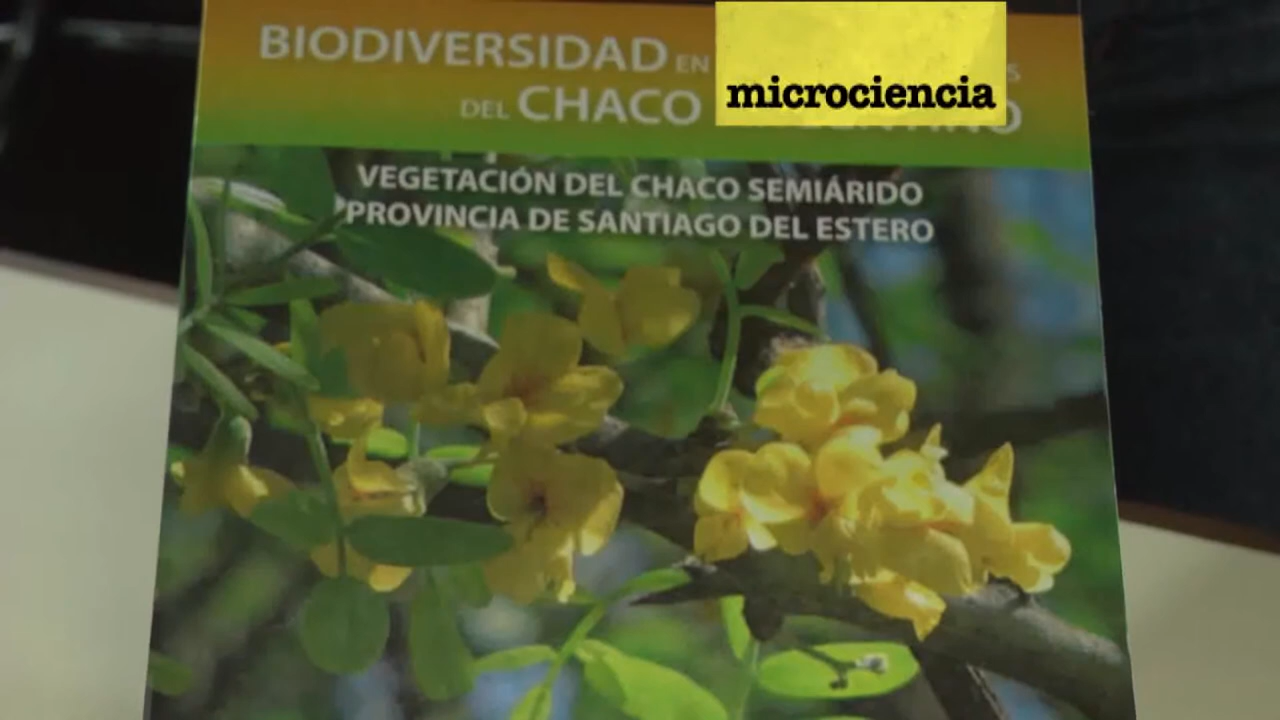 BIODIVERSIDAD EN
DEL CHACO
microciencia
VEGETACIÓN DEL CHACO SEMIÁRIDO
PROVINCIA DE SANTIAGO DEL ESTERO